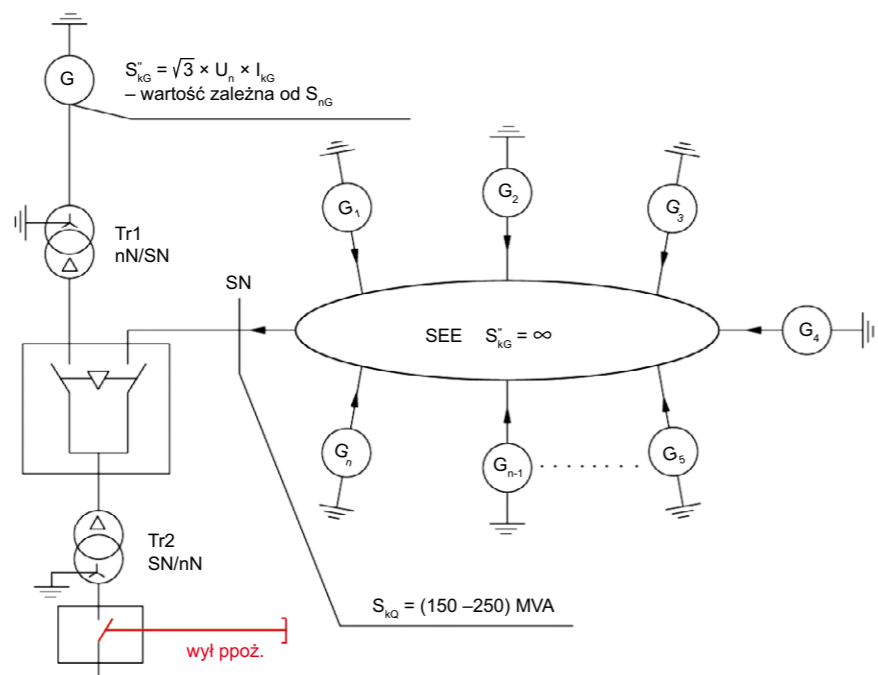 G
S"kG = √3 × Un × IkG
– wartość zależna od SnG
G1
G2
G3
Tr1
nN/SN
SN
SEE S"kG = ∞
G4
Gn
Gn-1
G5
Tr2
SN/nN
SkQ = (150 –250) MVA
wył ppoż.